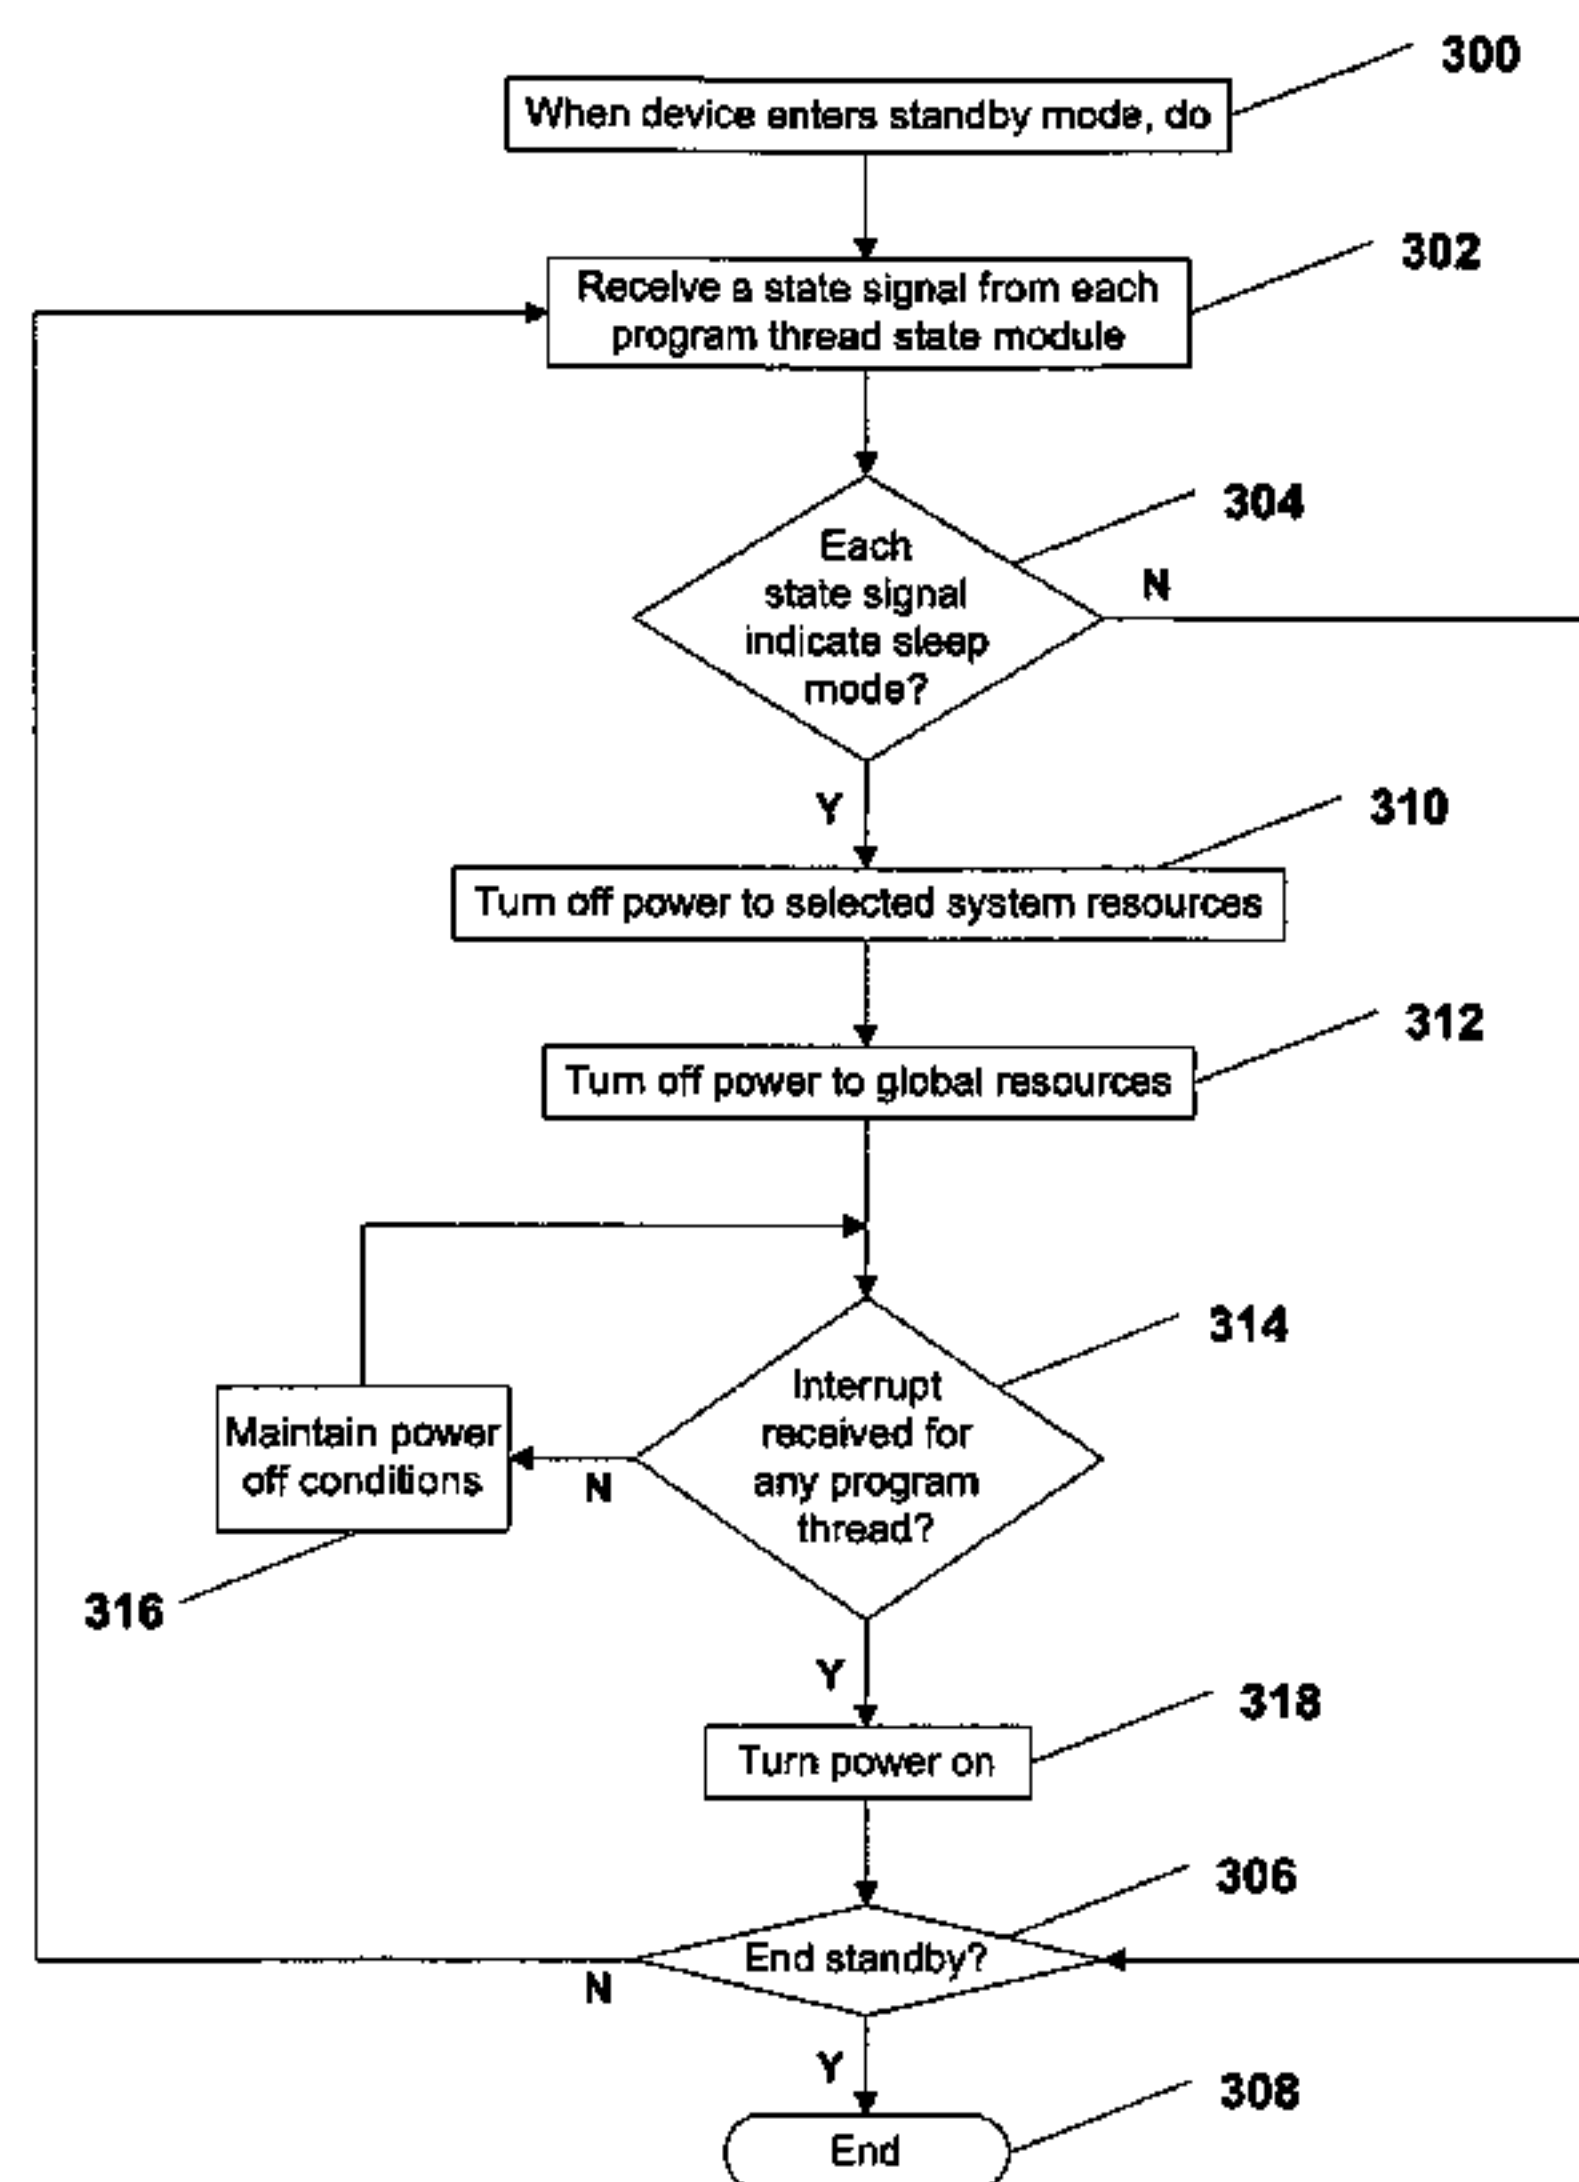 300
When device enters standby mode, do
302
Receive a state signal from each
program thread state module
304
Each
state signal
indicate sleep
mode?
N
Y
310
Turn off power to selected system resources
312
Turn off power to global resources
314
Interrupt
received for
any program
thread?
Maintain power
off conditions
N
316
Y
318
Turn power on
306
End standby?
N
Y
308
End